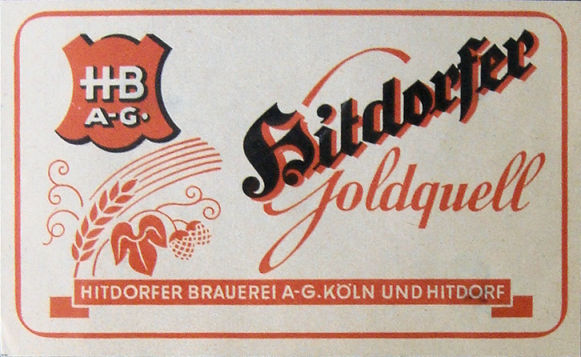 HB
A-G.
Hitdorfer
Goldquell
HITDORFER BRAUEREI A-G. KÖLN UND HITDORF